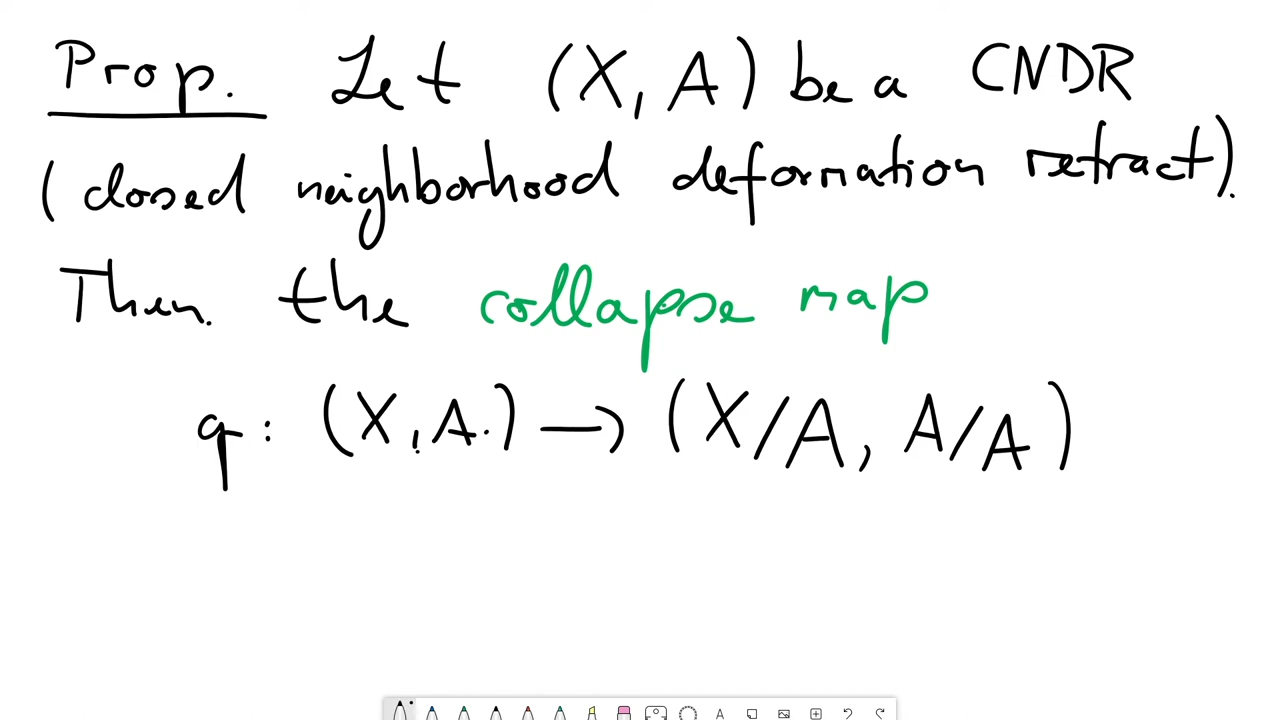 Prop. Let (X, A) be a CNDR
(closed neighborhood deformation retract).
Then the collapse map
q: (X, A) → (X/A, A/A)